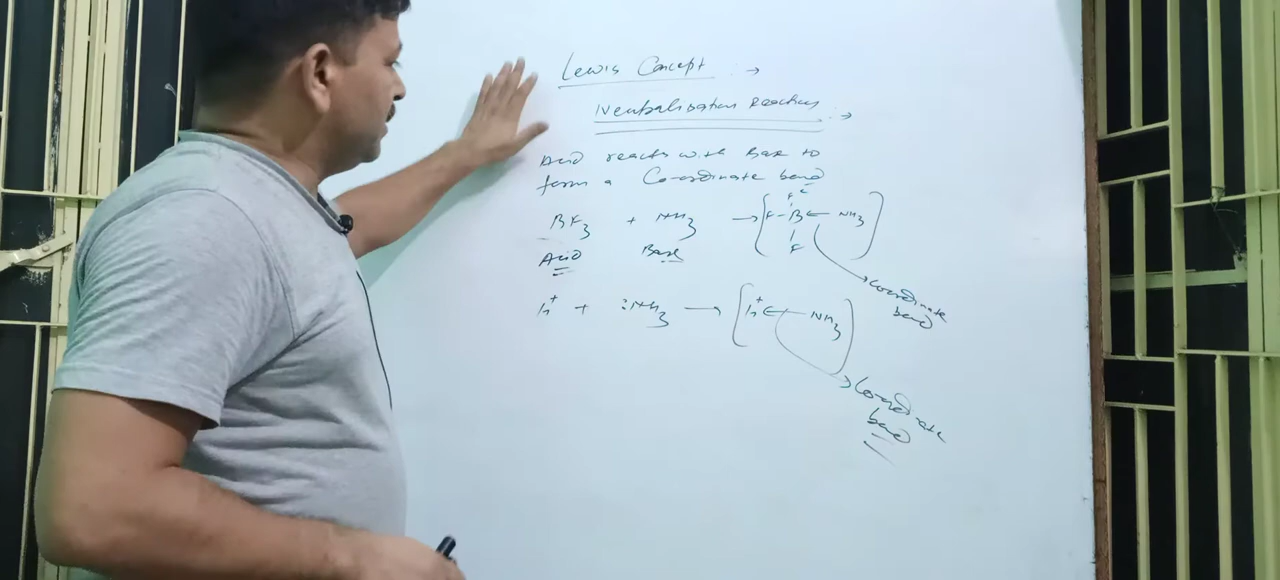 Lewis Concept :→
Neutralisation Reaction :→
Acid reacts with Base to
form a Co-ordinate bond
BF3 + NH3 → [F-B← NH3]
F
F
Acid Base
Coordinate
bond
H+ + :NH3 → [H+← NH3]
Coordinate
bond